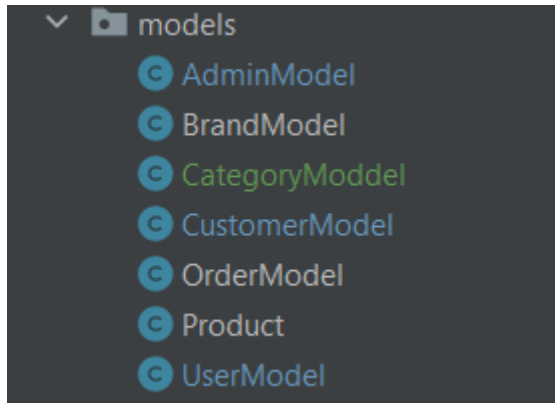 models
C AdminModel
C BrandModel
C CategoryModdel
C CustomerModel
C OrderModel
C Product
C UserModel